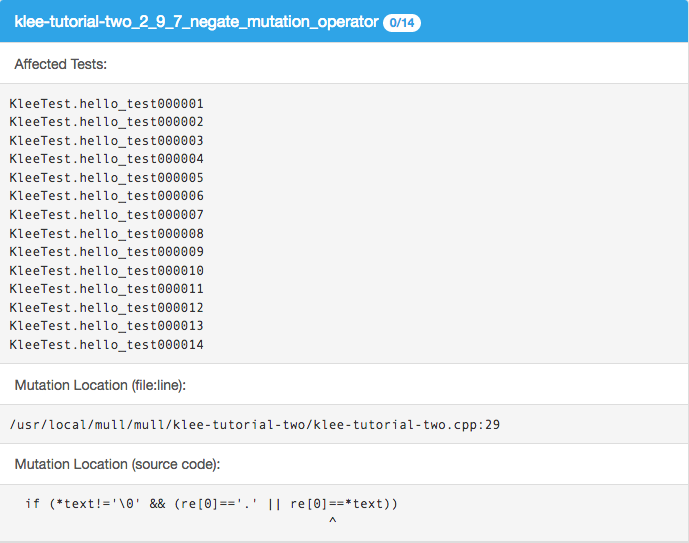 klee-tutorial-two_2_9_7_negate_mutation_operator 0/14
Affected Tests:
KleeTest.hello_test000001
KleeTest.hello_test000002
KleeTest.hello_test000003
KleeTest.hello_test000004
KleeTest.hello_test000005
KleeTest.hello_test000006
KleeTest.hello_test000007
KleeTest.hello_test000008
KleeTest.hello_test000009
KleeTest.hello_test000010
KleeTest.hello_test000011
KleeTest.hello_test000012
KleeTest.hello_test000013
KleeTest.hello_test000014
Mutation Location (file:line):
/usr/local/mull/mull/klee-tutorial-two/klee-tutorial-two.cpp:29
Mutation Location (source code):
if (*text!='\0' && (re[0]=='.' || re[0]==*text))
^